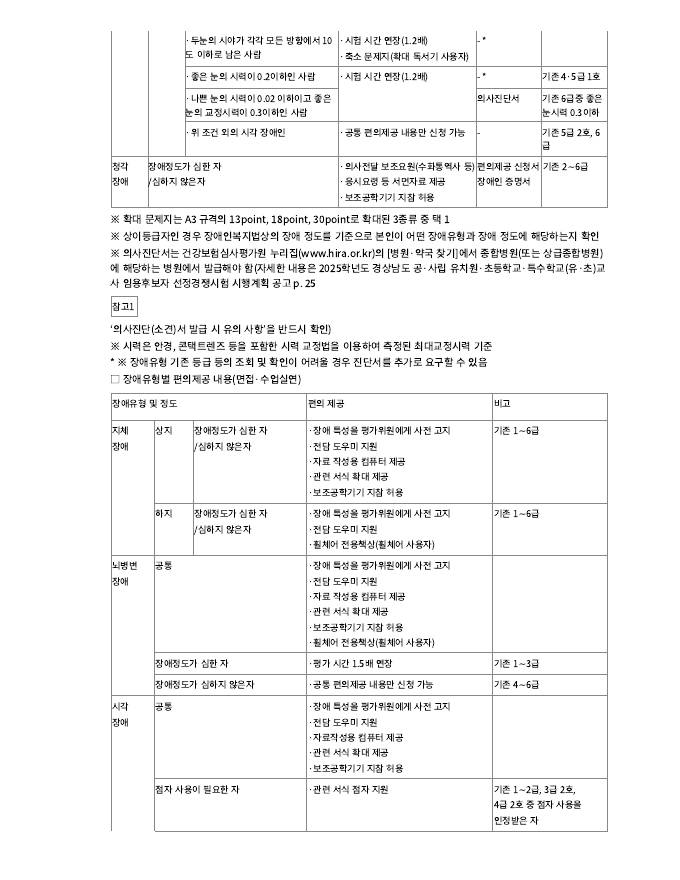 · 두눈의 시야가 각각 모든 방향에서 10
도 이하로 남은 사람
· 시험 시간 연장(1.2배)
· 축소 문제지(확대 독서기 사용자)
- *
· 좋은 눈의 시력이 0.2이하인 사람
· 시험 시간 연장(1.2배)
- *
기존 4·5급 1호
· 나쁜 눈의 시력이 0.02 이하이고 좋은
눈의 교정시력이 0.3이하인 사람
의사진단서
기존 6급중 좋은
눈시력 0.3이하
· 위 조건 외의 시각 장애인
· 공통 편의제공 내용만 신청 가능
-
기존 5급 2호, 6
급
청각
장애
장애정도가 심한 자
/심하지 않은자
· 의사전달 보조요원(수화통역사 등)
· 응시요령 등 서면자료 제공
· 보조공학기기 지참 허용
편의제공 신청서
장애인 증명서
기존 2~6급
※ 확대 문제지는 A3 규격의 13point, 18point, 30point로 확대된 3종류 중 택 1
※ 상이등급자인 경우 장애인복지법상의 장애 정도를 기준으로 본인이 어떤 장애유형과 장애 정도에 해당하는지 확인
※ 의사진단서는 건강보험심사평가원 누리집(www.hira.or.kr)의 [병원·약국 찾기]에서 종합병원(또는 상급종합병원)
에 해당하는 병원에서 발급해야 함(자세한 내용은 2025학년도 경상남도 공·사립 유치원·초등학교·특수학교(유·초)교
사 임용후보자 선정경쟁시험 시행계획 공고 p. 25
참고1
‘의사진단(소견)서 발급 시 유의 사항’을 반드시 확인)
※ 시력은 안경, 콘택트렌즈 등을 포함한 시력 교정법을 이용하여 측정된 최대교정시력 기준
* ※ 장애유형 기존 등급 등의 조회 및 확인이 어려울 경우 진단서를 추가로 요구할 수 있음
□ 장애유형별 편의제공 내용(면접·수업실연)
장애유형 및 정도
편의 제공
비고
지체
장애
상지
장애정도가 심한 자
/심하지 않은자
· 장애 특성을 평가위원에게 사전 고지
· 전담 도우미 지원
· 자료 작성용 컴퓨터 제공
· 관련 서식 확대 제공
· 보조공학기기 지참 허용
기존 1~6급
하지
장애정도가 심한 자
/심하지 않은자
· 장애 특성을 평가위원에게 사전 고지
· 전담 도우미 지원
· 휠체어 전용책상(휠체어 사용자)
기존 1~6급
뇌병변
장애
공통
· 장애 특성을 평가위원에게 사전 고지
· 전담 도우미 지원
· 자료 작성용 컴퓨터 제공
· 관련 서식 확대 제공
· 보조공학기기 지참 허용
· 휠체어 전용책상(휠체어 사용자)
장애정도가 심한 자
· 평가 시간 1.5배 연장
기존 1~3급
장애정도가 심하지 않은자
· 공통 편의제공 내용만 신청 가능
기존 4~6급
시각
장애
공통
· 장애 특성을 평가위원에게 사전 고지
· 전담 도우미 지원
· 자료작성용 컴퓨터 제공
· 관련 서식 확대 제공
· 보조공학기기 지참 허용
점자 사용이 필요한 자
· 관련 서식 점자 지원
기존 1~2급, 3급 2호,
4급 2호 중 점자 사용을
인정받은 자